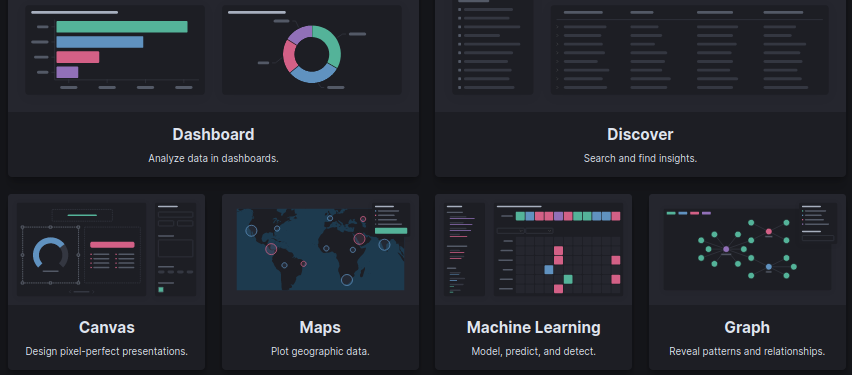 Dashboard
Analyze data in dashboards.
Discover
Search and find insights.
Canvas
Design pixel-perfect presentations.
Maps
Plot geographic data.
Machine Learning
Model, predict, and detect.
Graph
Reveal patterns and relationships.